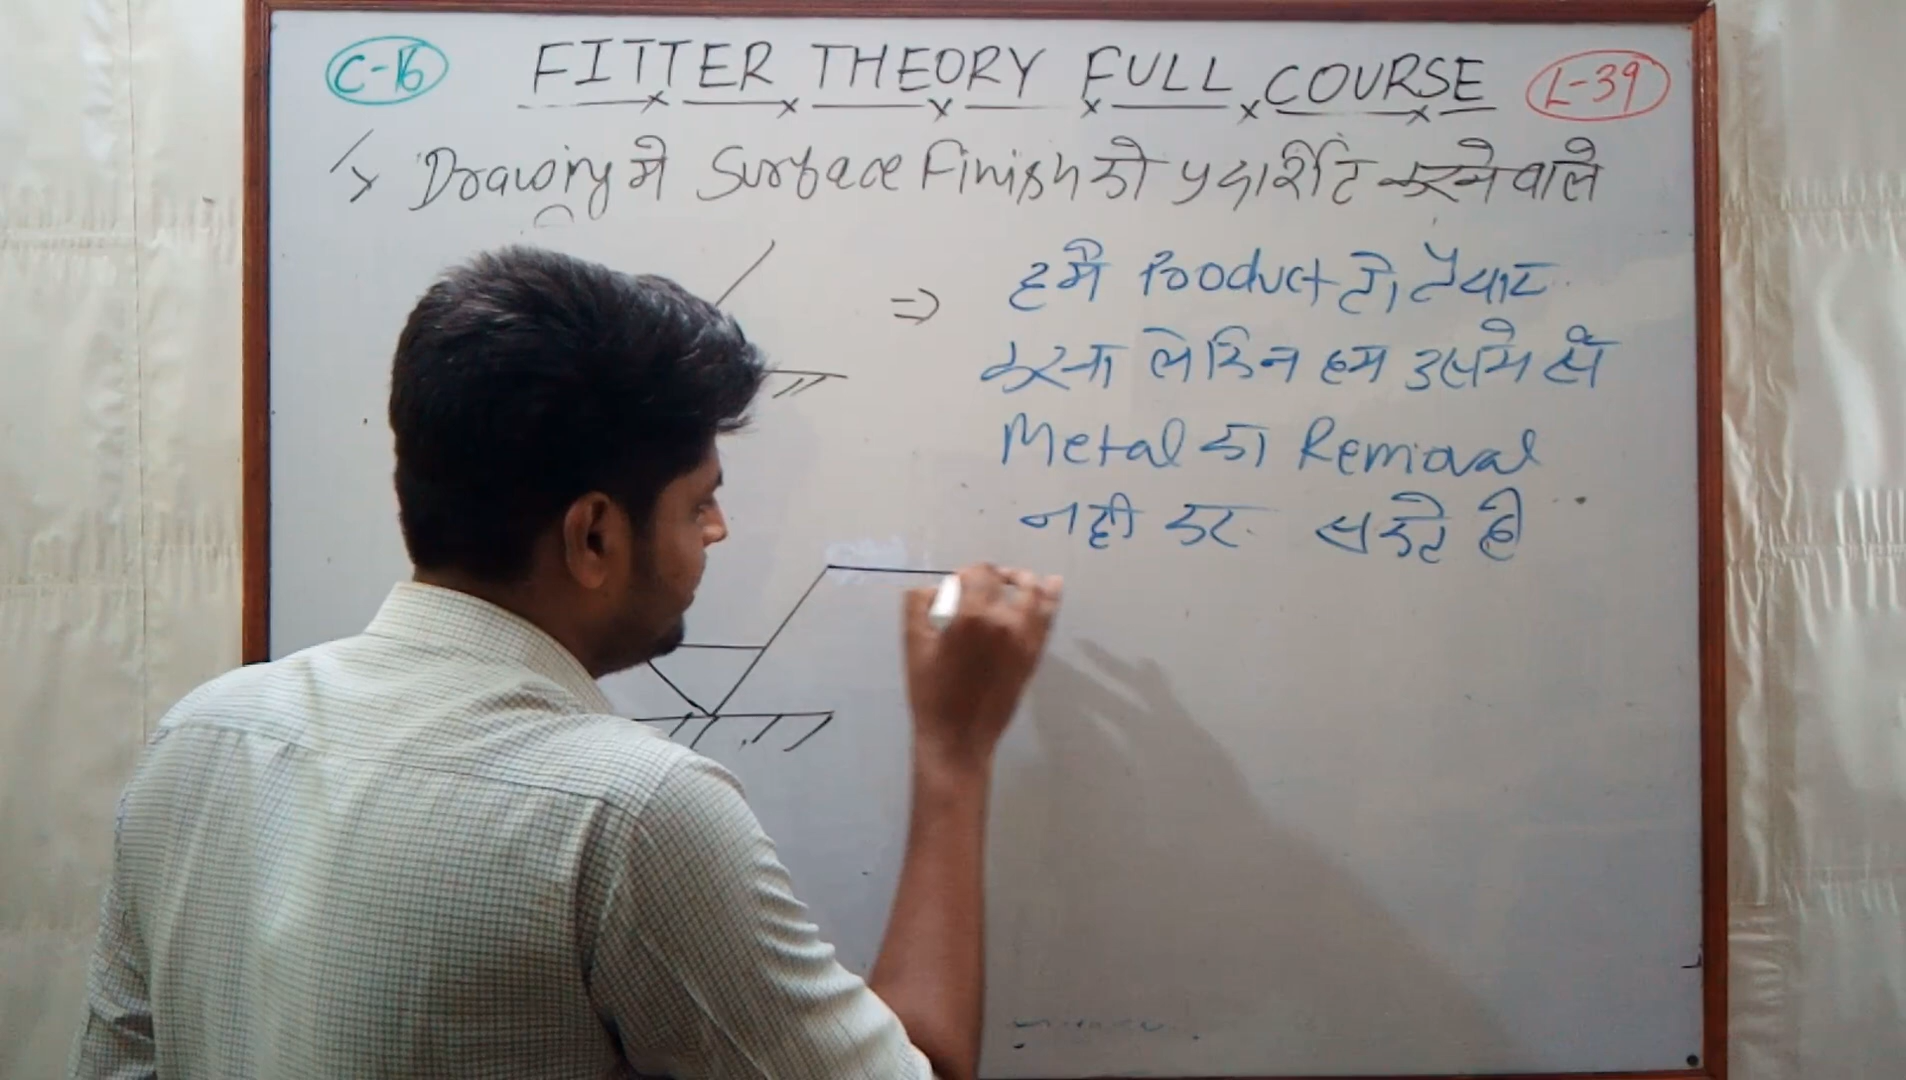 C-16 FITTER THEORY FULL COURSE L-39
Drawing मे Surface Finish को प्रदार्शित करने वाले
हमे Product तो तैयार
करना लेकिन हम उसमे से
Metal का Removal
नही कर सकते है